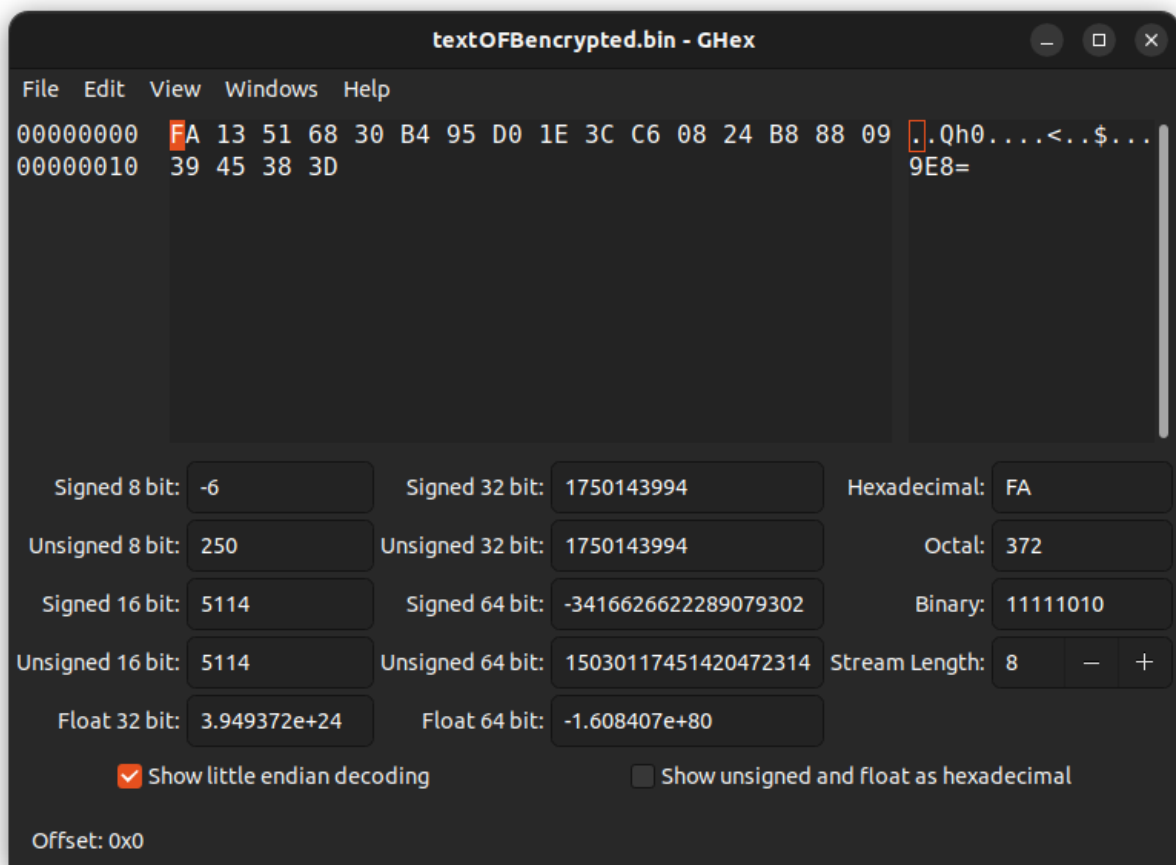 textOFBencrypted.bin - GHex
File Edit View Windows Help
00000000 FA 13 51 68 30 B4 95 D0 1E 3C C6 08 24 B8 88 09 ..Qh0....<..$...
00000010 39 45 38 3D 9E8=
Signed 8 bit: -6 Signed 32 bit: 1750143994 Hexadecimal: FA
Unsigned 8 bit: 250 Unsigned 32 bit: 1750143994 Octal: 372
Signed 16 bit: 5114 Signed 64 bit: -3416626622289079302 Binary: 11111010
Unsigned 16 bit: 5114 Unsigned 64 bit: 15030117451420472314 Stream Length: 8 − +
Float 32 bit: 3.949372e+24 Float 64 bit: -1.608407e+80
Show little endian decoding Show unsigned and float as hexadecimal
Offset: 0x0